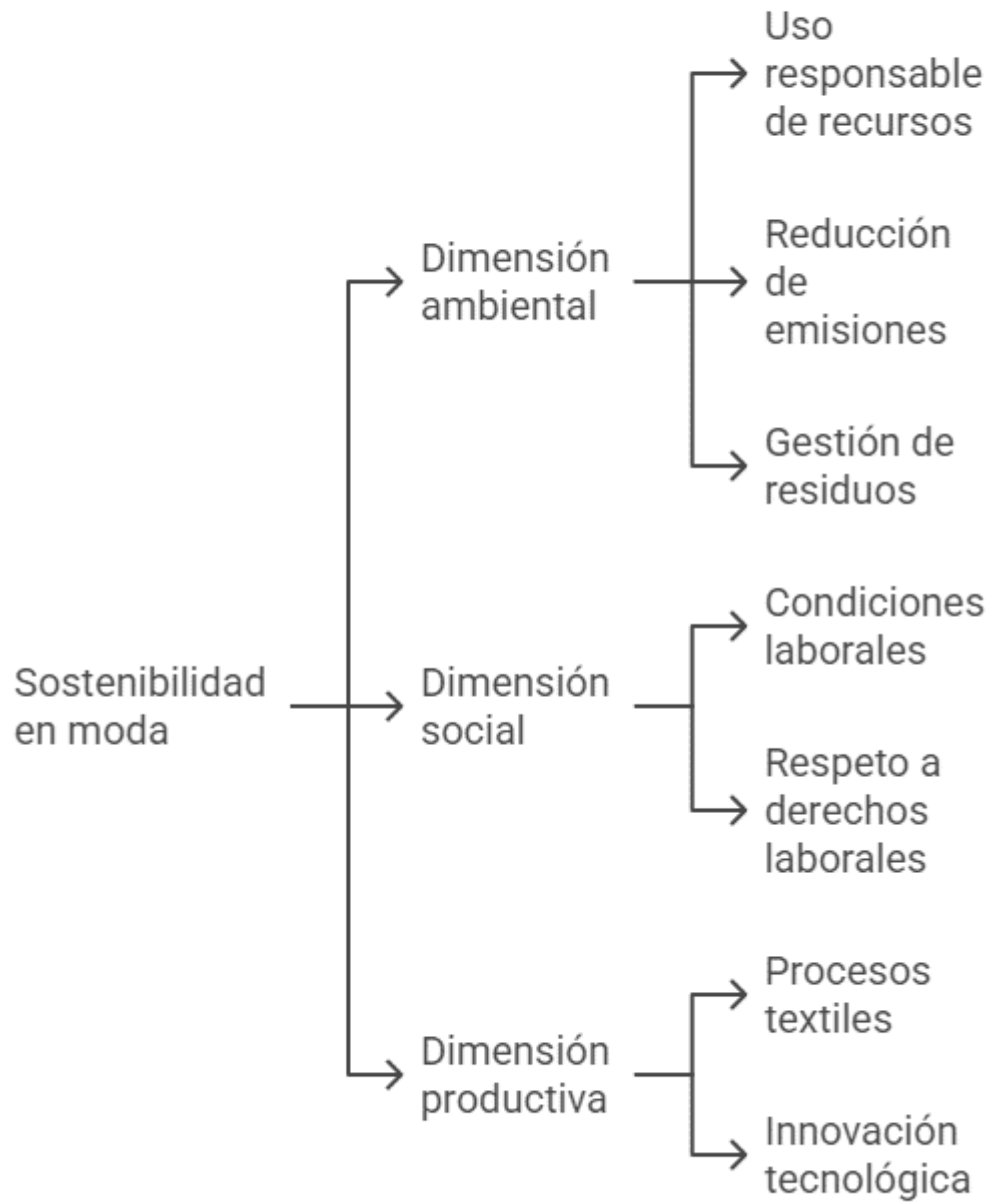 Sostenibilidad
en moda
Dimensión
ambiental
Uso
responsable
de recursos
Reducción
de
emisiones
Gestión de
residuos
Dimensión
social
Condiciones
laborales
Respeto a
derechos
laborales
Dimensión
productiva
Procesos
textiles
Innovación
tecnológica